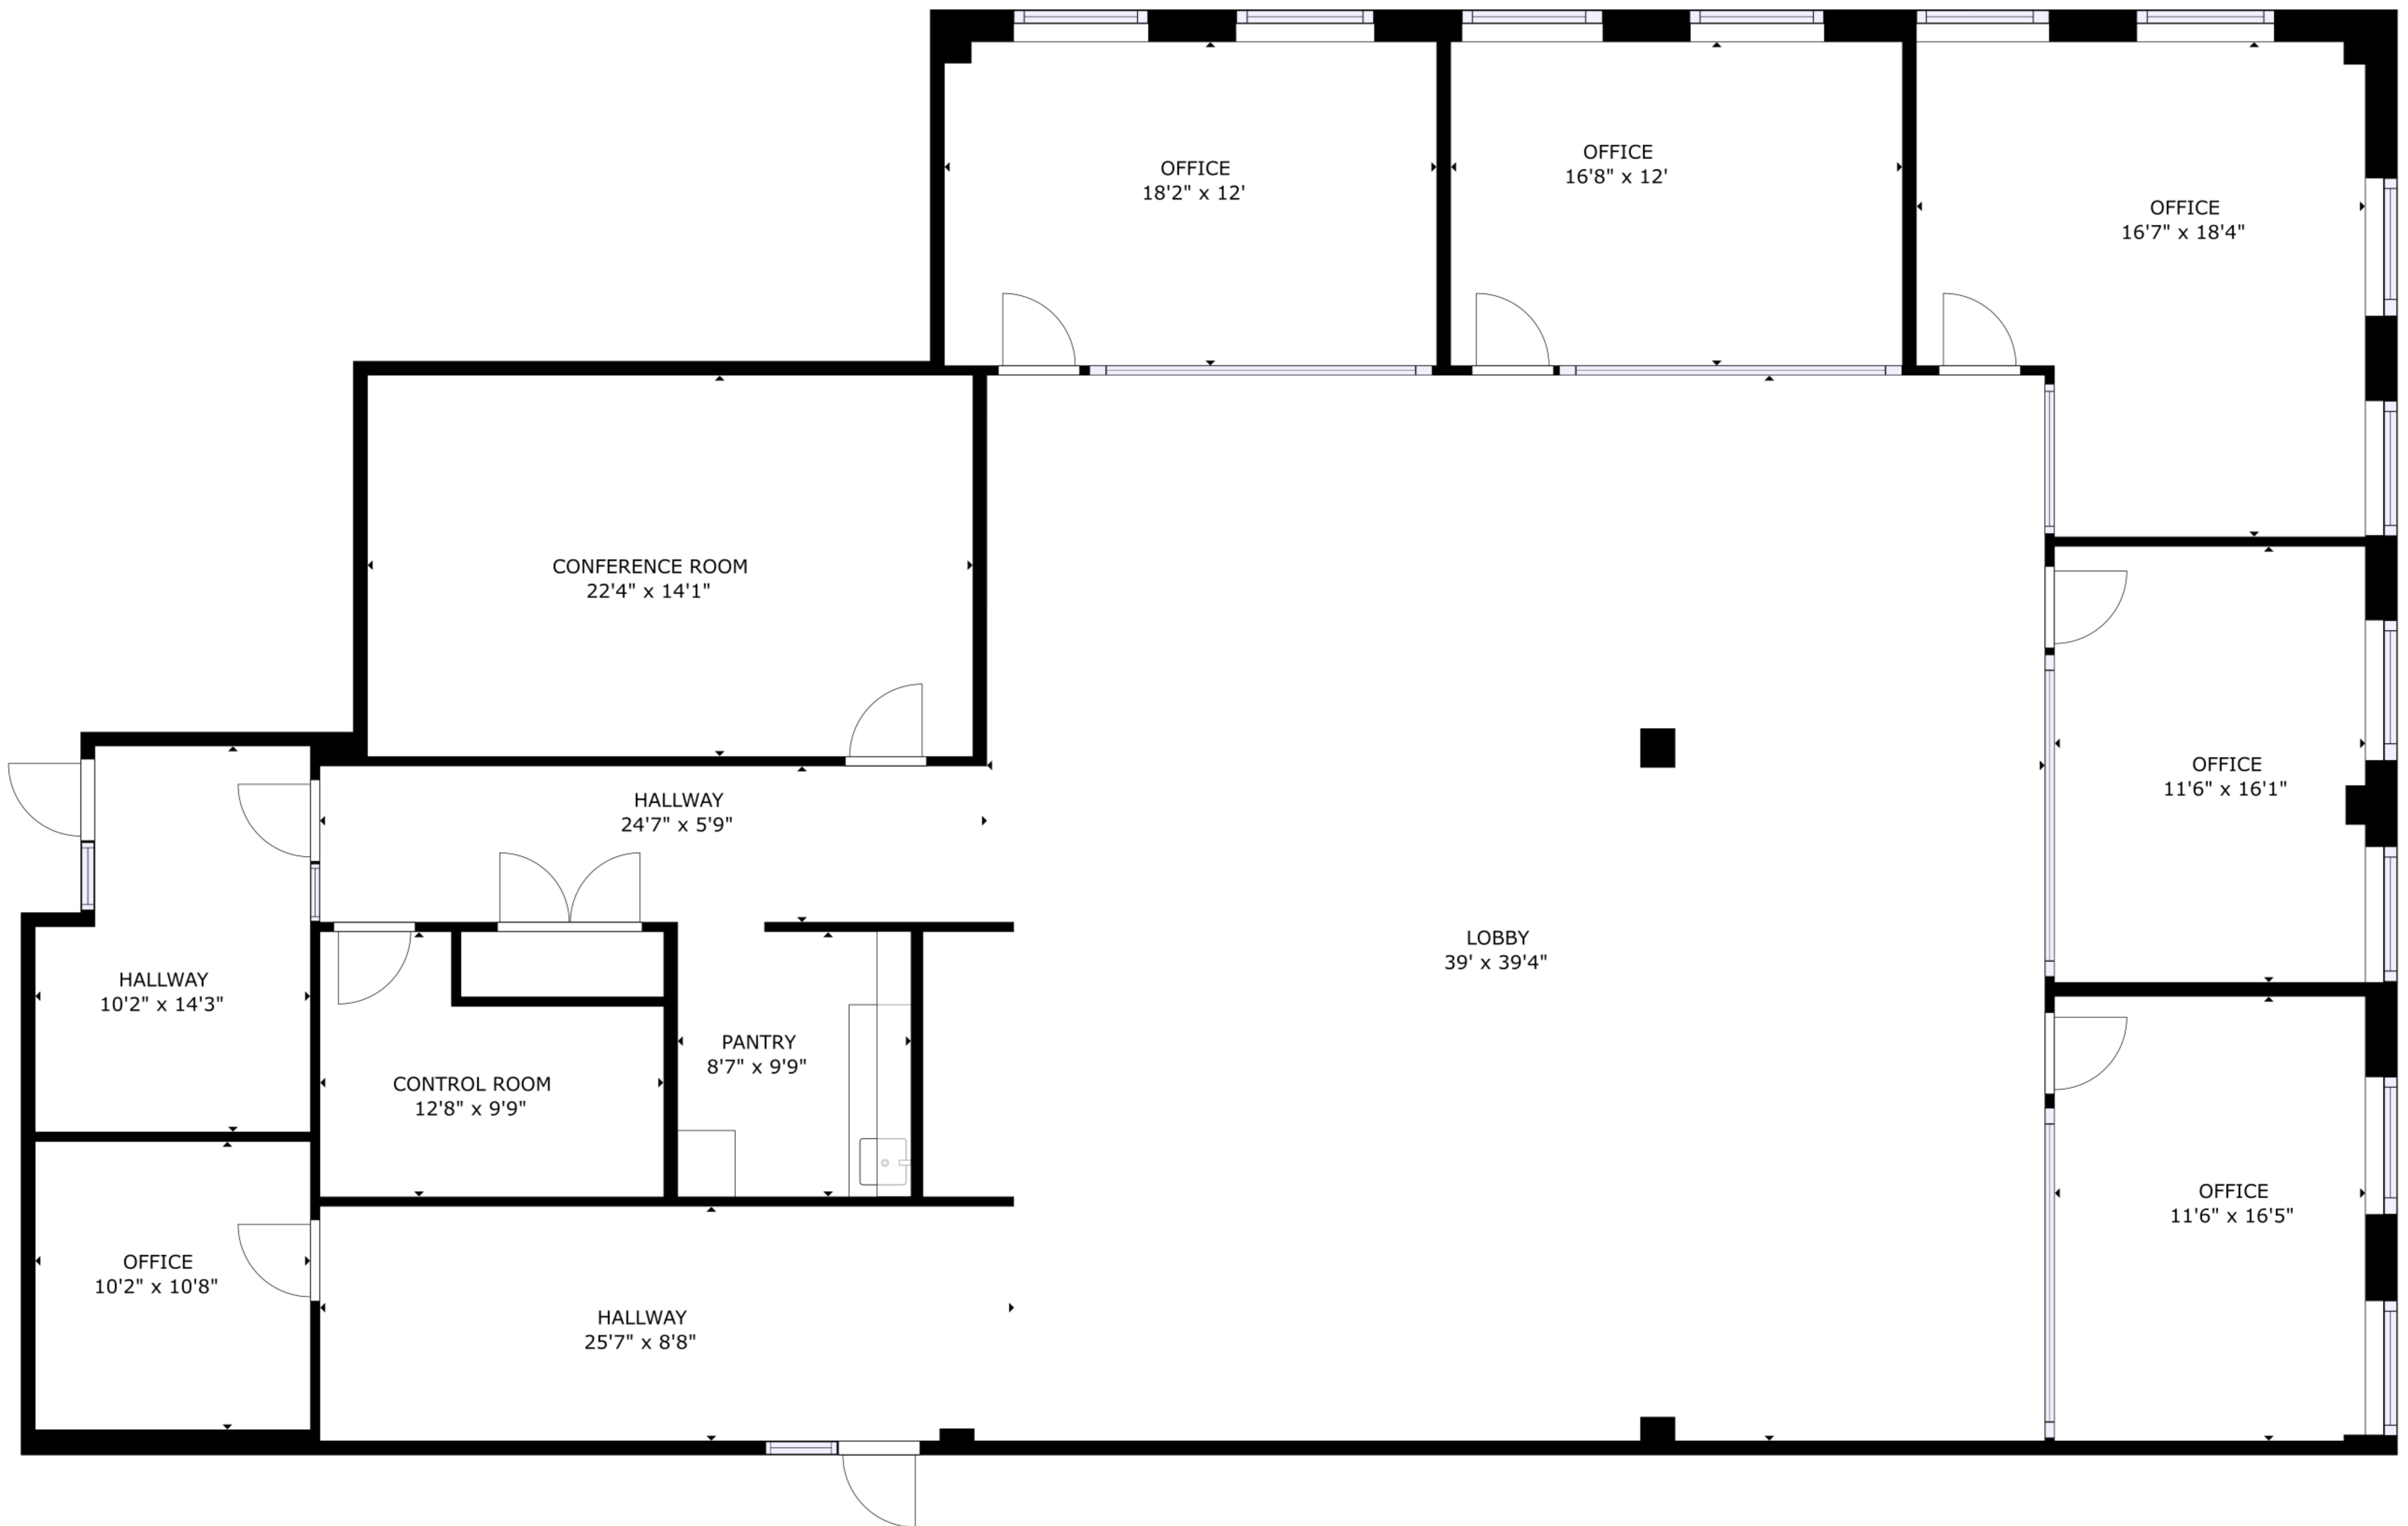 OFFICE
18'2" x 12'
OFFICE
16'8" x 12'
OFFICE
16'7" x 18'4"
CONFERENCE ROOM
22'4" x 14'1"
HALLWAY
24'7" x 5'9"
OFFICE
11'6" x 16'1"
LOBBY
39' x 39'4"
HALLWAY
10'2" x 14'3"
PANTRY
8'7" x 9'9"
CONTROL ROOM
12'8" x 9'9"
OFFICE
11'6" x 16'5"
OFFICE
10'2" x 10'8"
HALLWAY
25'7" x 8'8"